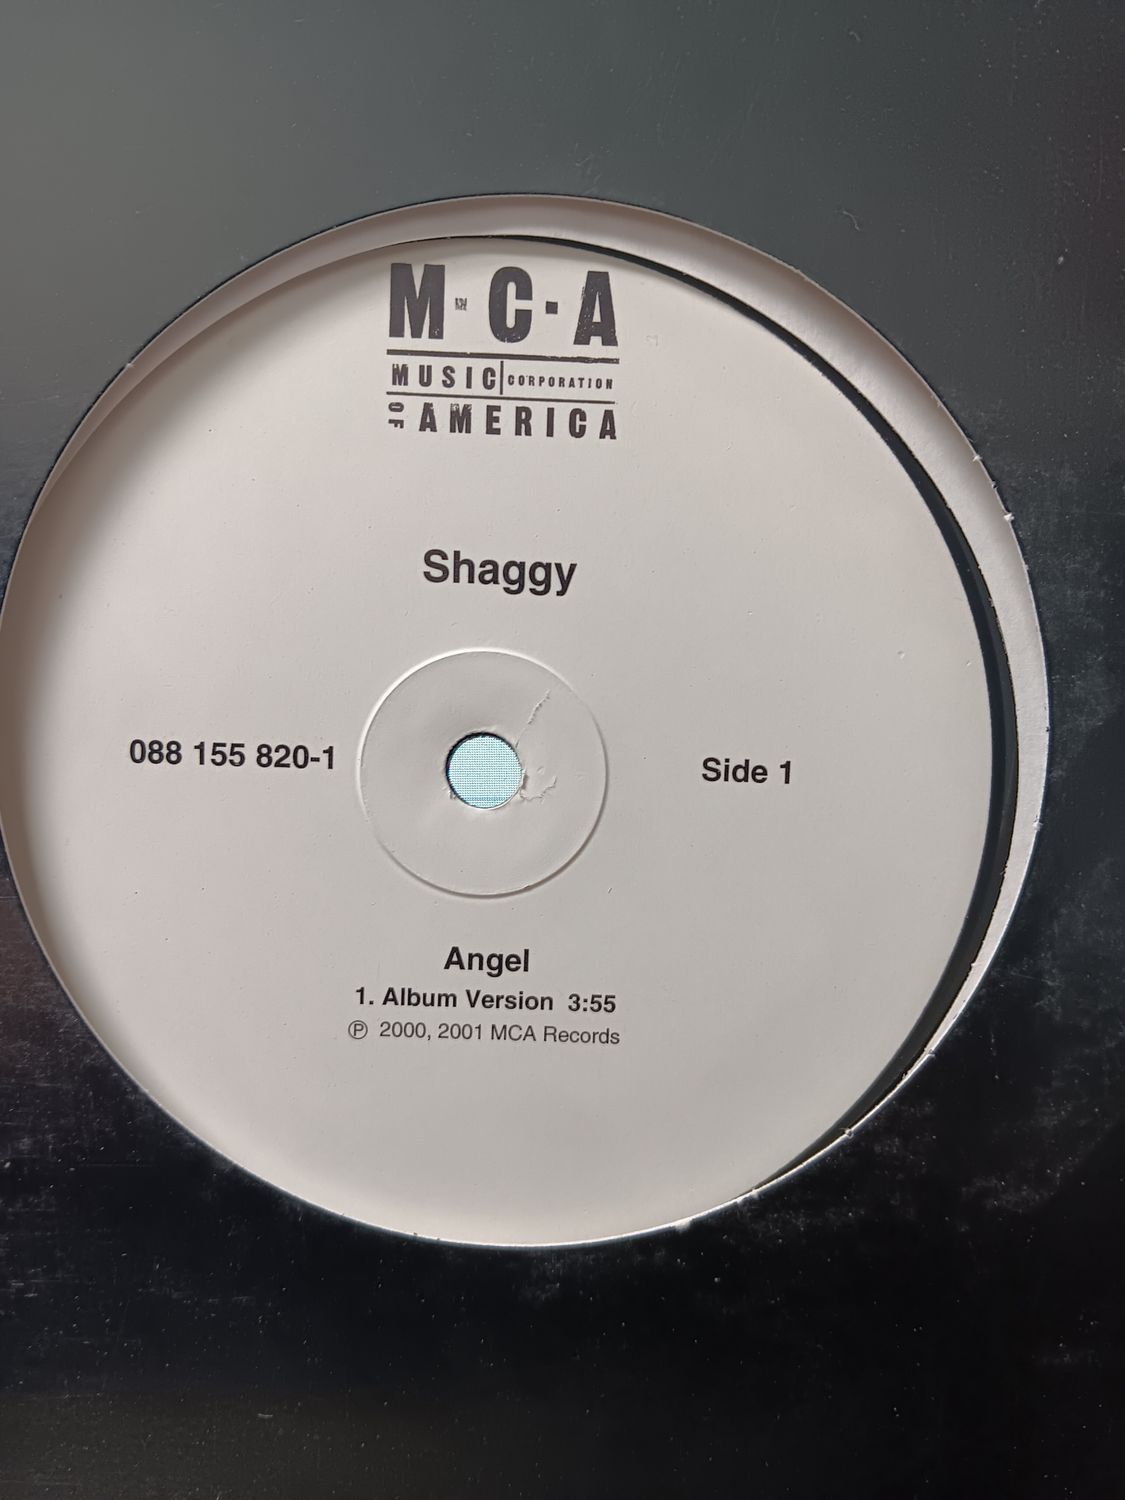 M·C·A
MUSIC CORPORATION
OF AMERICA
Shaggy
088 155 820-1
Side 1
Angel
1. Album Version 3:55
℗ 2000, 2001 MCA Records